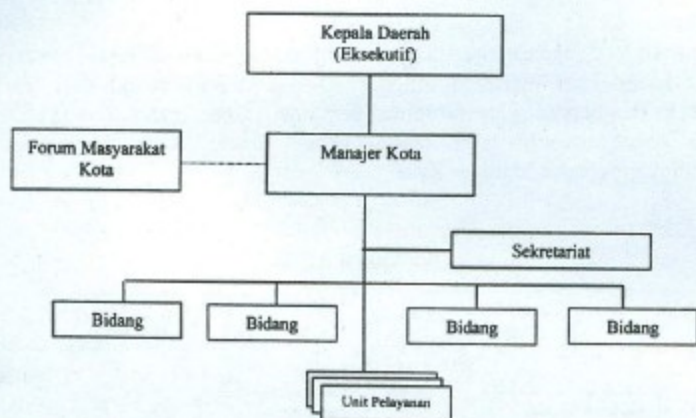 Kepala Daerah
(Eksekutif)
Forum Masyarakat
Kota
Manajer Kota
Sekretariat
Bidang
Bidang
Bidang
Bidang
Unit Pelayanan